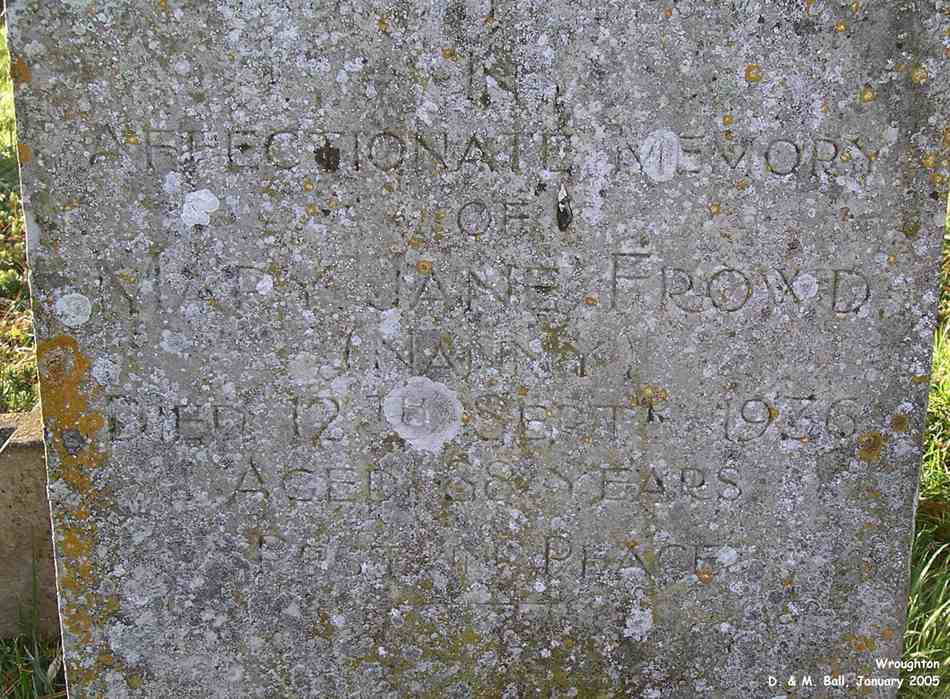 IN
AFFECTIONATE MEMORY
OF
MARY JANE FROWD,
(NANNY)
DIED 12TH SEPTR 1936
AGED 68 YEARS
REST IN PEACE
Wroughton
D. & M. Ball, January 2005